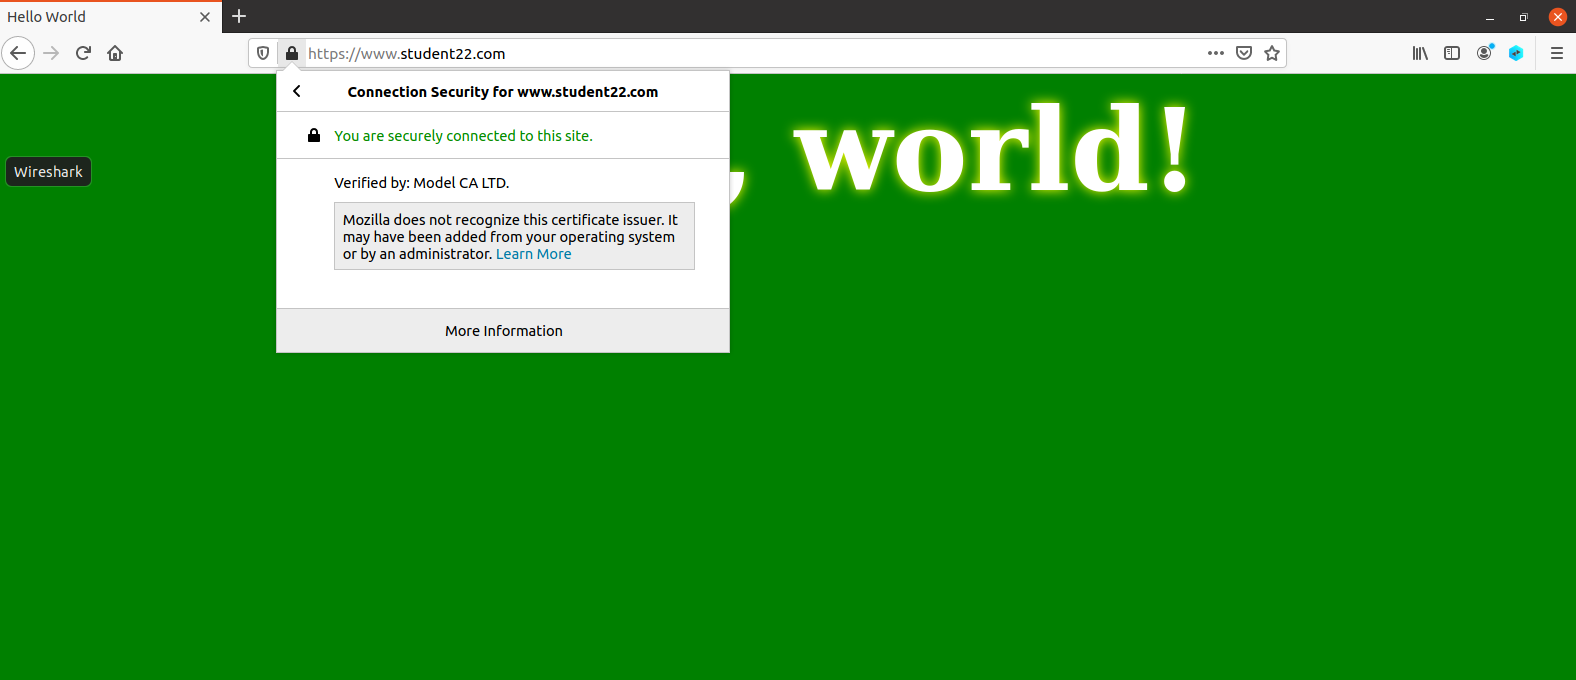 Hello World
https://www.student22.com
Connection Security for www.student22.com
You are securely connected to this site.
, world!
Wireshark
Verified by: Model CA LTD.
Mozilla does not recognize this certificate issuer. It
may have been added from your operating system
or by an administrator. Learn More
More Information